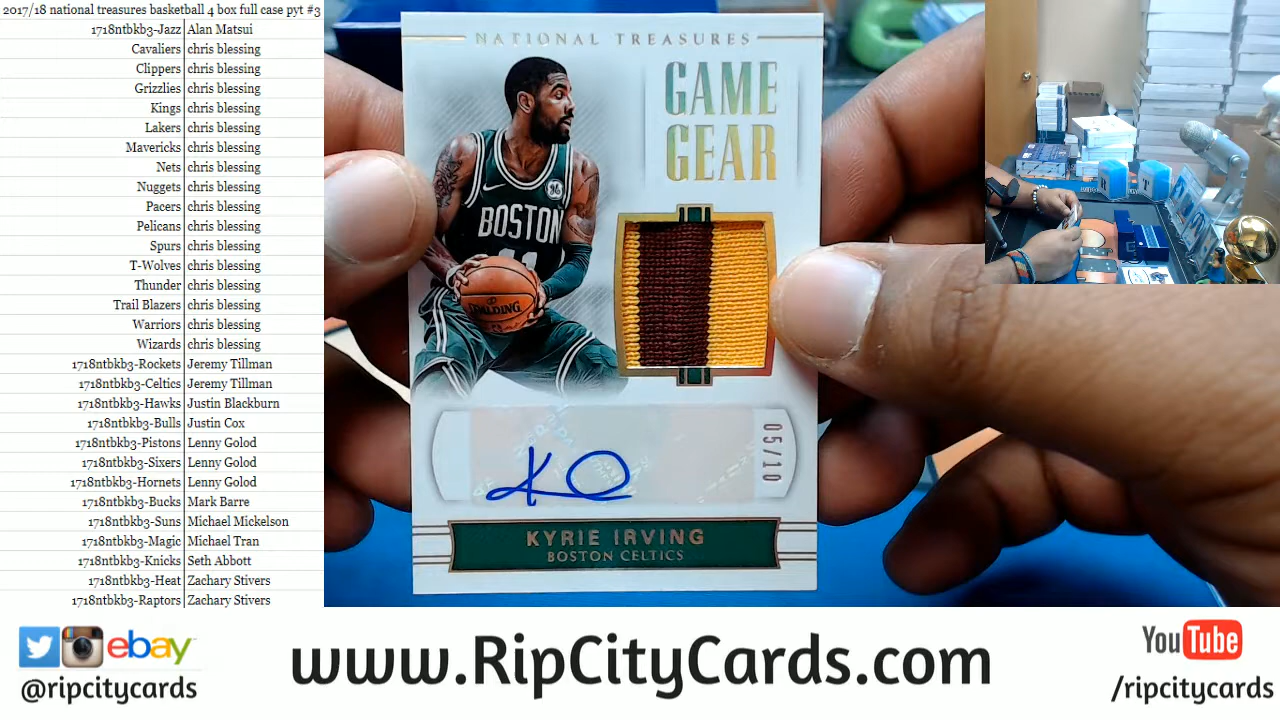 2017/18 national treasures basketball 4 box full case pyt #3
1718ntbkb3-Jazz Alan Matsui
Cavaliers chris blessing
Clippers chris blessing
Grizzlies chris blessing
Kings chris blessing
Lakers chris blessing
Mavericks chris blessing
Nets chris blessing
Nuggets chris blessing
Pacers chris blessing
Pelicans chris blessing
Spurs chris blessing
T-Wolves chris blessing
Thunder chris blessing
Trail Blazers chris blessing
Warriors chris blessing
Wizards chris blessing
1718ntbkb3-Rockets Jeremy Tillman
1718ntbkb3-Celtics Jeremy Tillman
1718ntbkb3-Hawks Justin Blackburn
1718ntbkb3-Bulls Justin Cox
1718ntbkb3-Pistons Lenny Golod
1718ntbkb3-Sixers Lenny Golod
1718ntbkb3-Hornets Lenny Golod
1718ntbkb3-Bucks Mark Barre
1718ntbkb3-Suns Michael Mickelson
1718ntbkb3-Magic Michael Tran
1718ntbkb3-Knicks Seth Abbott
1718ntbkb3-Heat Zachary Stivers
1718ntbkb3-Raptors Zachary Stivers
NATIONAL TREASURES
GAME
GEAR
BOSTON
11
SPALDING
05/10
KYRIE IRVING
BOSTON CELTICS
ebay
@ripcitycards
www.RipCityCards.com
YouTube
/ripcitycards